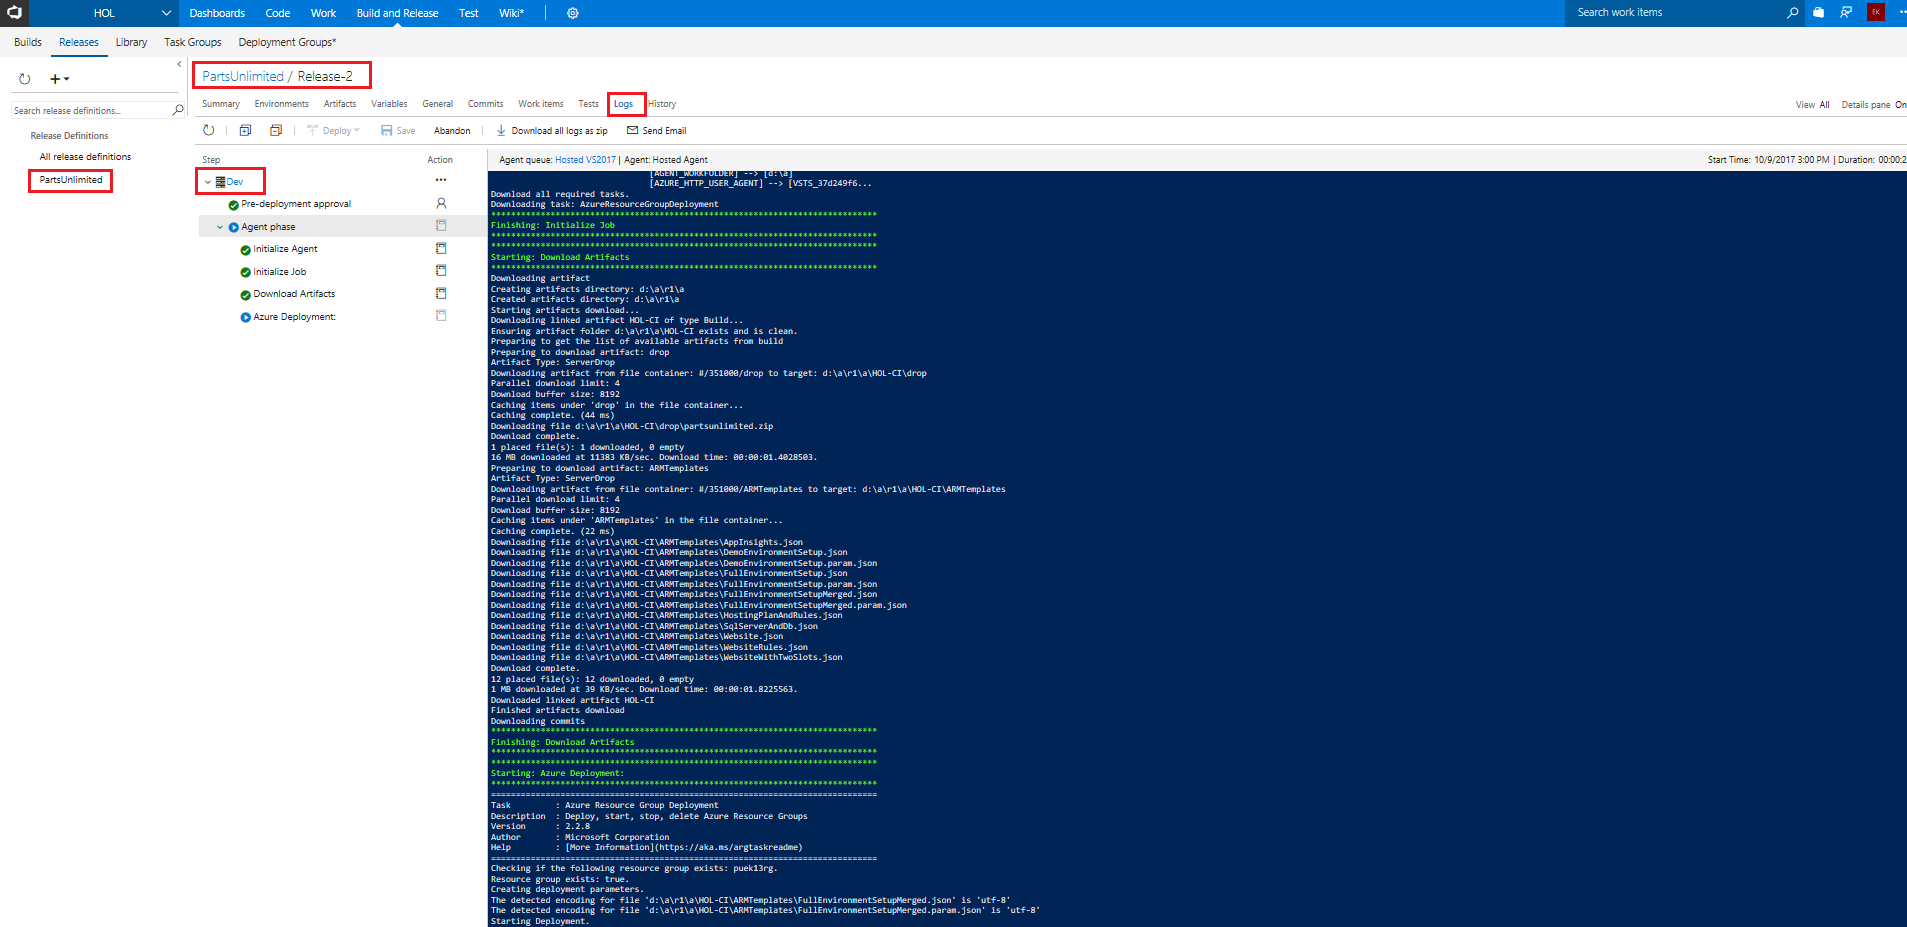 HOL
Dashboards Code Work Build and Release Test Wiki*
Search work items
EK
Builds Releases Library Task Groups Deployment Groups*
PartsUnlimited / Release-2
Summary Environments Artifacts Variables General Commits Work items Tests Logs History
View All Details pane On
Search release definitions...
Deploy Save Abandon Download all logs as zip Send Email
Release Definitions
All release definitions
PartsUnlimited
Step Action
Dev
Pre-deployment approval
Agent phase
Initialize Agent
Initialize Job
Download Artifacts
Azure Deployment:
Agent queue: Hosted VS2017 | Agent: Hosted Agent
Start Time: 10/9/2017 3:00 PM | Duration: 00:00:2
[AGENT_WORKFOLDER] --> [d:\a]
[AZURE_HTTP_USER_AGENT] --> [VSTS_37d249f6...
Download all required tasks.
Downloading task: AzureResourceGroupDeployment
******************************************************************************
Finishing: Initialize Job
******************************************************************************
******************************************************************************
Starting: Download Artifacts
******************************************************************************
Downloading artifact
Creating artifacts directory: d:\a\r1\a
Created artifacts directory: d:\a\r1\a
Starting artifacts download...
Downloading linked artifact HOL-CI of type Build...
Ensuring artifact folder d:\a\r1\a\HOL-CI exists and is clean.
Preparing to get the list of available artifacts from build
Preparing to download artifact: drop
Artifact Type: ServerDrop
Downloading artifact from file container: #/351000/drop to target: d:\a\r1\a\HOL-CI\drop
Parallel download limit: 4
Download buffer size: 8192
Caching items under 'drop' in the file container...
Caching complete. (44 ms)
Downloading file d:\a\r1\a\HOL-CI\drop\partsunlimited.zip
Download complete.
1 placed file(s): 1 downloaded, 0 empty
16 MB downloaded at 11383 KB/sec. Download time: 00:00:01.4028503.
Preparing to download artifact: ARMTemplates
Artifact Type: ServerDrop
Downloading artifact from file container: #/351000/ARMTemplates to target: d:\a\r1\a\HOL-CI\ARMTemplates
Parallel download limit: 4
Download buffer size: 8192
Caching items under 'ARMTemplates' in the file container...
Caching complete. (22 ms)
Downloading file d:\a\r1\a\HOL-CI\ARMTemplates\AppInsights.json
Downloading file d:\a\r1\a\HOL-CI\ARMTemplates\DemoEnvironmentSetup.json
Downloading file d:\a\r1\a\HOL-CI\ARMTemplates\DemoEnvironmentSetup.param.json
Downloading file d:\a\r1\a\HOL-CI\ARMTemplates\FullEnvironmentSetup.json
Downloading file d:\a\r1\a\HOL-CI\ARMTemplates\FullEnvironmentSetup.param.json
Downloading file d:\a\r1\a\HOL-CI\ARMTemplates\FullEnvironmentSetupMerged.json
Downloading file d:\a\r1\a\HOL-CI\ARMTemplates\FullEnvironmentSetupMerged.param.json
Downloading file d:\a\r1\a\HOL-CI\ARMTemplates\HostingPlanAndRules.json
Downloading file d:\a\r1\a\HOL-CI\ARMTemplates\SqlServerAndDb.json
Downloading file d:\a\r1\a\HOL-CI\ARMTemplates\Website.json
Downloading file d:\a\r1\a\HOL-CI\ARMTemplates\WebsiteRules.json
Downloading file d:\a\r1\a\HOL-CI\ARMTemplates\WebsiteWithTwoSlots.json
Download complete.
12 placed file(s): 12 downloaded, 0 empty
1 MB downloaded at 39 KB/sec. Download time: 00:00:01.8225563.
Downloaded linked artifact HOL-CI
Finished artifacts download
Downloading commits
******************************************************************************
Finishing: Download Artifacts
******************************************************************************
******************************************************************************
Starting: Azure Deployment:
******************************************************************************
==============================================================================
Task : Azure Resource Group Deployment
Description : Deploy, start, stop, delete Azure Resource Groups
Version : 2.2.8
Author : Microsoft Corporation
Help : [More Information](https://aka.ms/argtaskreadme)
==============================================================================
Checking if the following resource group exists: puek13rg.
Resource group exists: true.
Creating deployment parameters.
The detected encoding for file 'd:\a\r1\a\HOL-CI\ARMTemplates\FullEnvironmentSetupMerged.json' is 'utf-8'
The detected encoding for file 'd:\a\r1\a\HOL-CI\ARMTemplates\FullEnvironmentSetupMerged.param.json' is 'utf-8'
Starting Deployment.